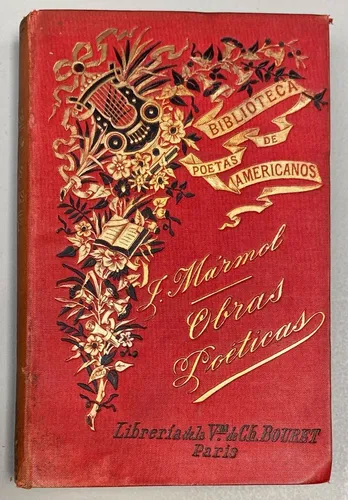 BIBLIOTECA
DE
POETAS
AMERICANOS
J. Mármol
Obras
Poéticas
Librería de la Vda de Ch. BOURET
Paris